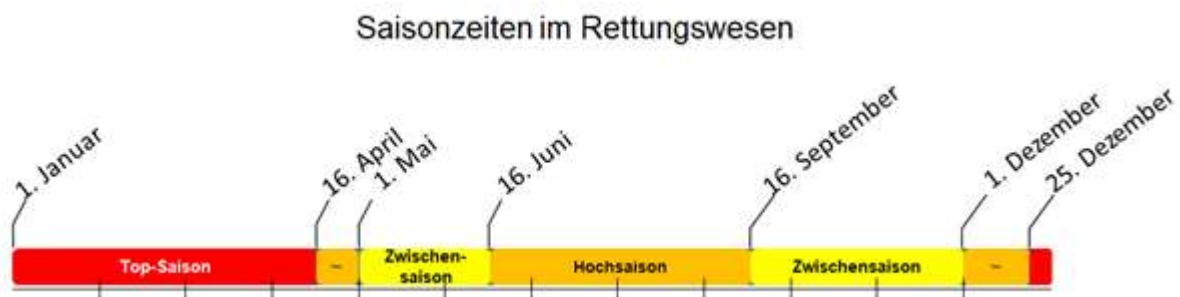 Saisonzeiten im Rettungswesen
1. Januar
16. April
1. Mai
16. Juni
16. September
1. Dezember
25. Dezember
Top-Saison
~
Zwischen-
saison
Hochsaison
Zwischensaison
~